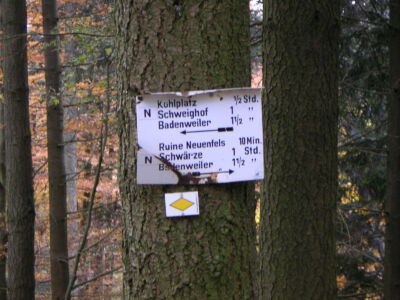 Kühlplatz ½ Std.
N Schweighof 1 "
Badenweiler 1½ "
Ruine Neuenfels 10 Min.
N Schwärze 1 Std.
Badenweiler 1½ "